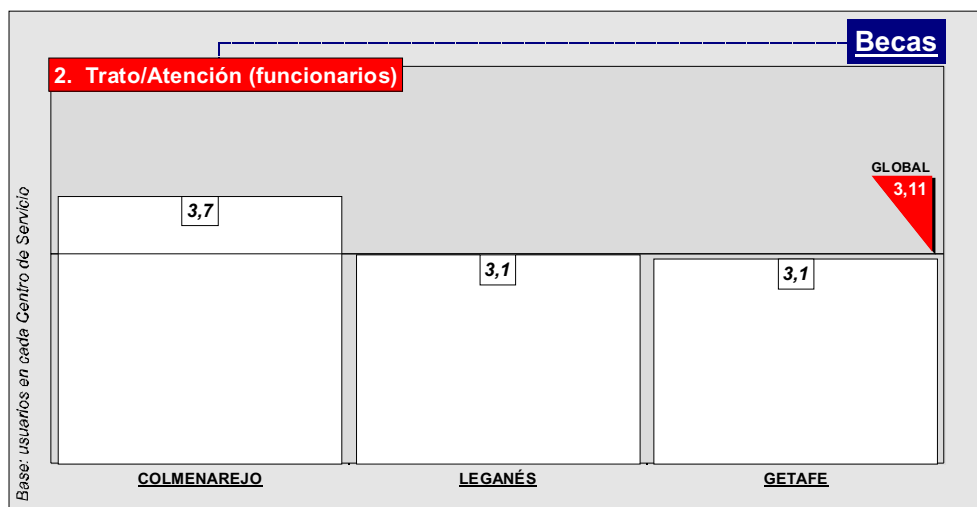 Becas
2. Trato/Atención (funcionarios)
GLOBAL
3,11
3,7
3,1
3,1
Base: usuarios en cada Centro de Servicio
COLMENAREJO
LEGANÉS
GETAFE